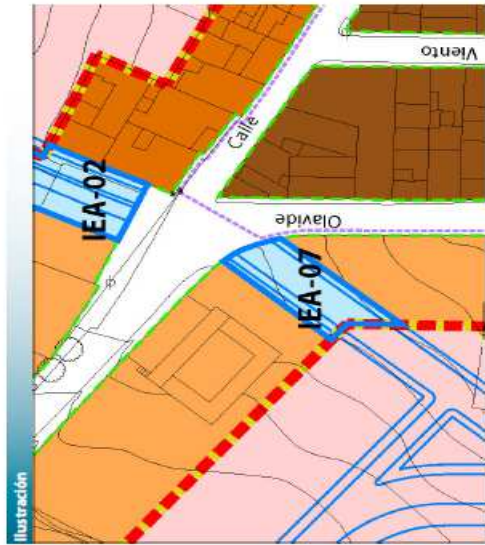 Ilustración
Viento
Calle
IEA-02
Olavide
IEA-07